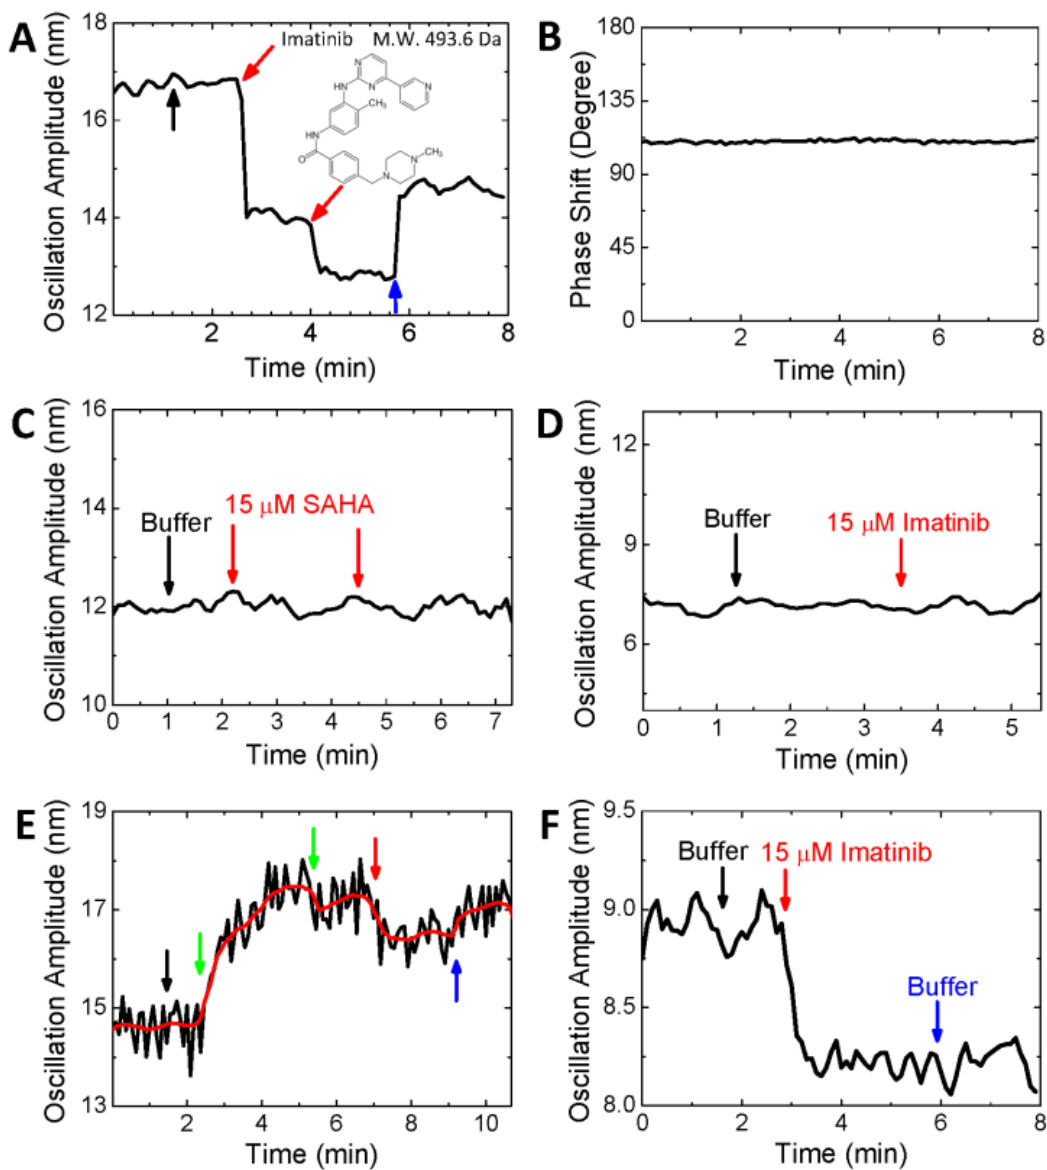 A
Oscillation Amplitude (nm)
18
16
14
12
Imatinib M.W. 493.6 Da
N
N
N
NH
CH₃
HN
O
N
N
CH₃
2
4
6
8
Time (min)
B
Phase Shift (Degree)
180
135
90
45
0
0
2
4
6
8
Time (min)
C
Oscillation Amplitude (nm)
16
14
12
10
Buffer
15 µM SAHA
0
1
2
3
4
5
6
7
Time (min)
D
Oscillation Amplitude (nm)
12
9
6
Buffer
15 µM Imatinib
0
1
2
3
4
5
Time (min)
E
Oscillation Amplitude (nm)
19
17
15
13
2
4
6
8
10
Time (min)
F
Oscillation Amplitude (nm)
9.5
9.0
8.5
8.0
Buffer
15 µM Imatinib
Buffer
0
2
4
6
8
Time (min)